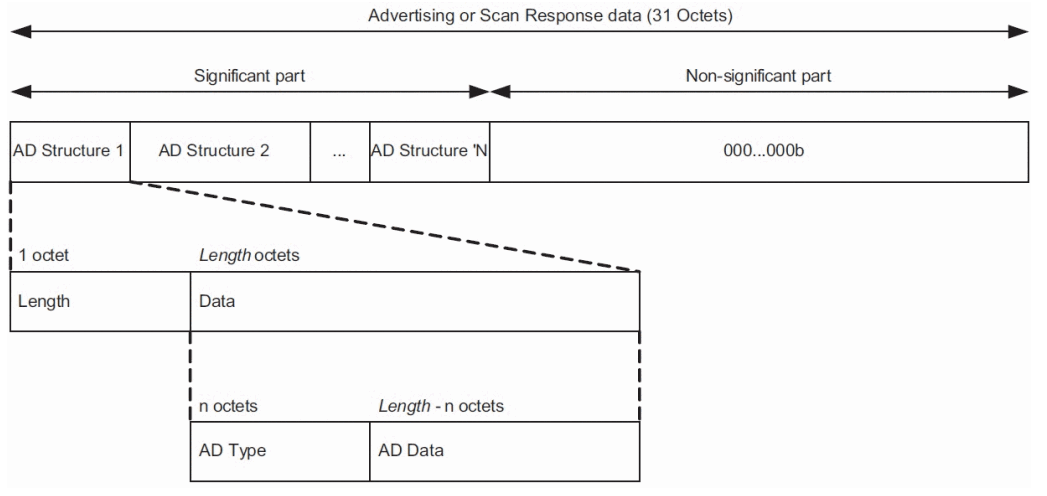 Advertising or Scan Response data (31 Octets)
Significant part
Non-significant part
AD Structure 1
AD Structure 2
...
AD Structure 'N
000...000b
1 octet
Length octets
Length
Data
n octets
Length - n octets
AD Type
AD Data